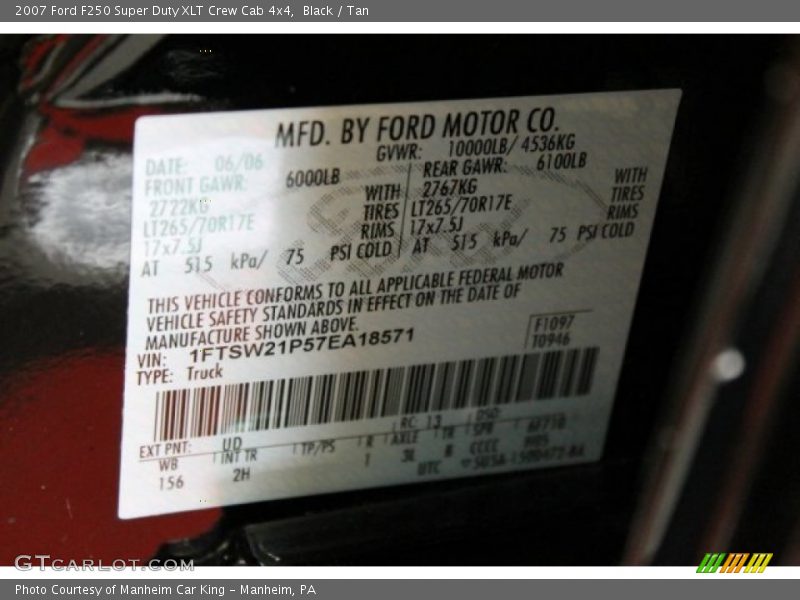 2007 Ford F250 Super Duty XLT Crew Cab 4x4, Black / Tan
MFD. BY FORD MOTOR CO.
DATE: 06/06 GVWR: 10000LB/ 4536KG
FRONT GAWR: 6000LB REAR GAWR: 6100LB
2722KG WITH 2767KG WITH
LT265/70R17E TIRES LT265/70R17E TIRES
17x7.5J RIMS 17x7.5J RIMS
AT 515 kPa/ 75 PSI COLD AT 515 kPa/ 75 PSI COLD
THIS VEHICLE CONFORMS TO ALL APPLICABLE FEDERAL MOTOR
VEHICLE SAFETY STANDARDS IN EFFECT ON THE DATE OF
MANUFACTURE SHOWN ABOVE.
VIN: 1FTSW21P57EA18571
TYPE: Truck
F1097
T0946
EXT PNT: UD RC: 13 DSO:
WB INT TR TP/PS R AXLE TR SPR
156 2H 1 3L
UTC
GTCarLot.com
Photo Courtesy of Manheim Car King - Manheim, PA